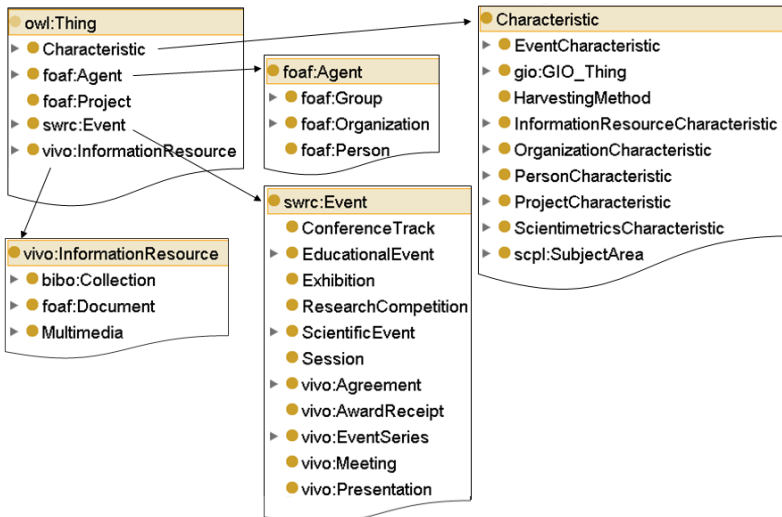 owl:Thing
Characteristic
foaf:Agent
foaf:Project
swrc:Event
vivo:InformationResource
foaf:Agent
foaf:Group
foaf:Organization
foaf:Person
Characteristic
EventCharacteristic
gio:GIO_Thing
HarvestingMethod
InformationResourceCharacteristic
OrganizationCharacteristic
PersonCharacteristic
ProjectCharacteristic
ScientimetricsCharacteristic
scpl:SubjectArea
vivo:InformationResource
bibo:Collection
foaf:Document
Multimedia
swrc:Event
ConferenceTrack
EducationalEvent
Exhibition
ResearchCompetition
ScientificEvent
Session
vivo:Agreement
vivo:AwardReceipt
vivo:EventSeries
vivo:Meeting
vivo:Presentation